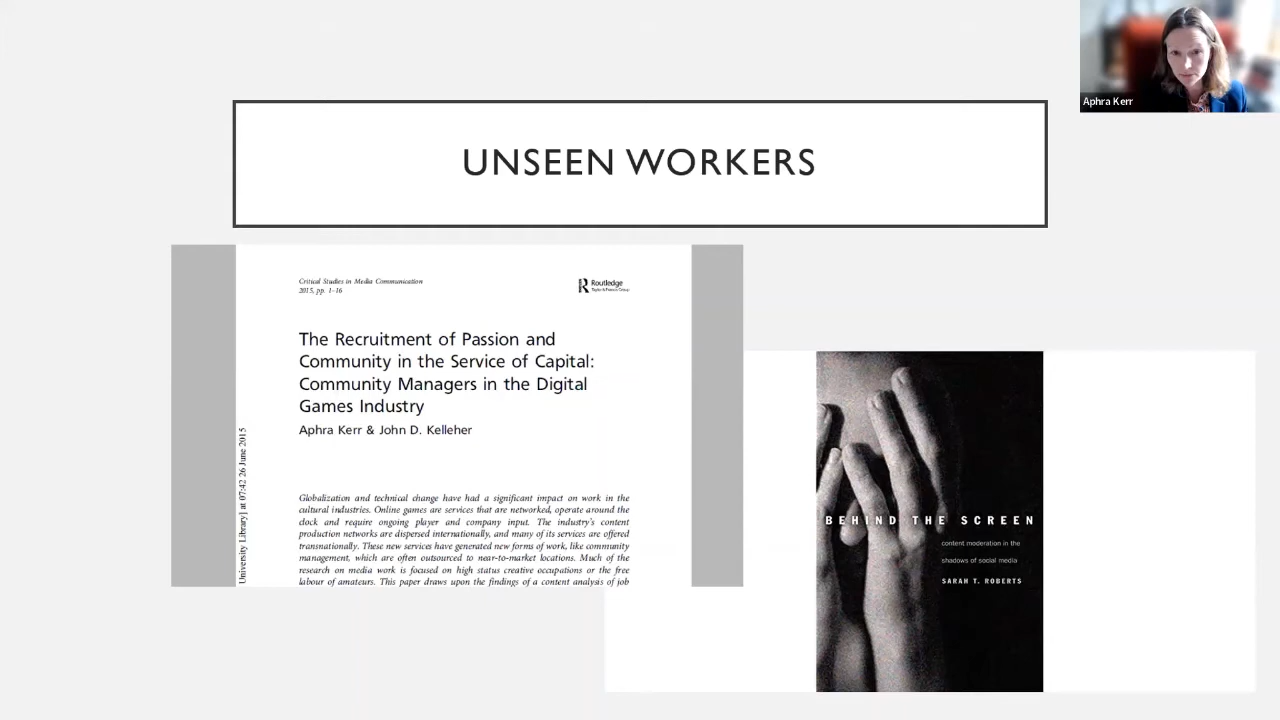 Aphra Kerr
UNSEEN WORKERS
Critical Studies in Media Communication
2015, pp. 1–16
Routledge
Taylor & Francis Group
The Recruitment of Passion and
Community in the Service of Capital:
Community Managers in the Digital
Games Industry
Aphra Kerr & John D. Kelleher
University Library] at 07:42 26 June 2015
Globalization and technical change have had a significant impact on work in the
cultural industries. Online games are services that are networked, operate around the
clock and require ongoing player and company input. The industry's content
production networks are dispersed internationally, and many of its services are offered
transnationally. These new services have generated new forms of work, like community
management, which are often outsourced to near-to-market locations. Much of the
research on media work is focused on high status creative occupations or the free
labour of amateurs. This paper draws upon the findings of a content analysis of job
BEHIND THE SCREEN
content moderation in the
shadows of social media
SARAH T. ROBERTS